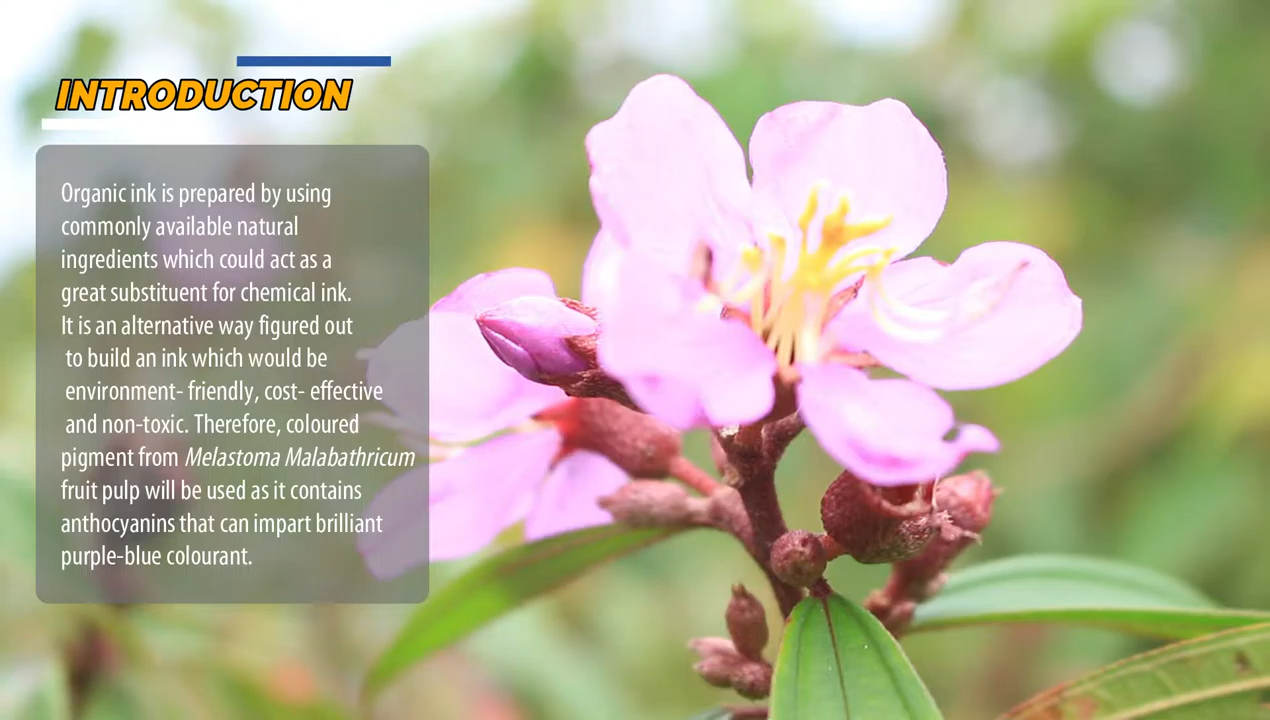 INTRODUCTION
Organic ink is prepared by using
commonly available natural
ingredients which could act as a
great substituent for chemical ink.
It is an alternative way figured out
to build an ink which would be
environment- friendly, cost- effective
and non-toxic. Therefore, coloured
pigment from Melastoma Malabathricum
fruit pulp will be used as it contains
anthocyanins that can impart brilliant
purple-blue colourant.